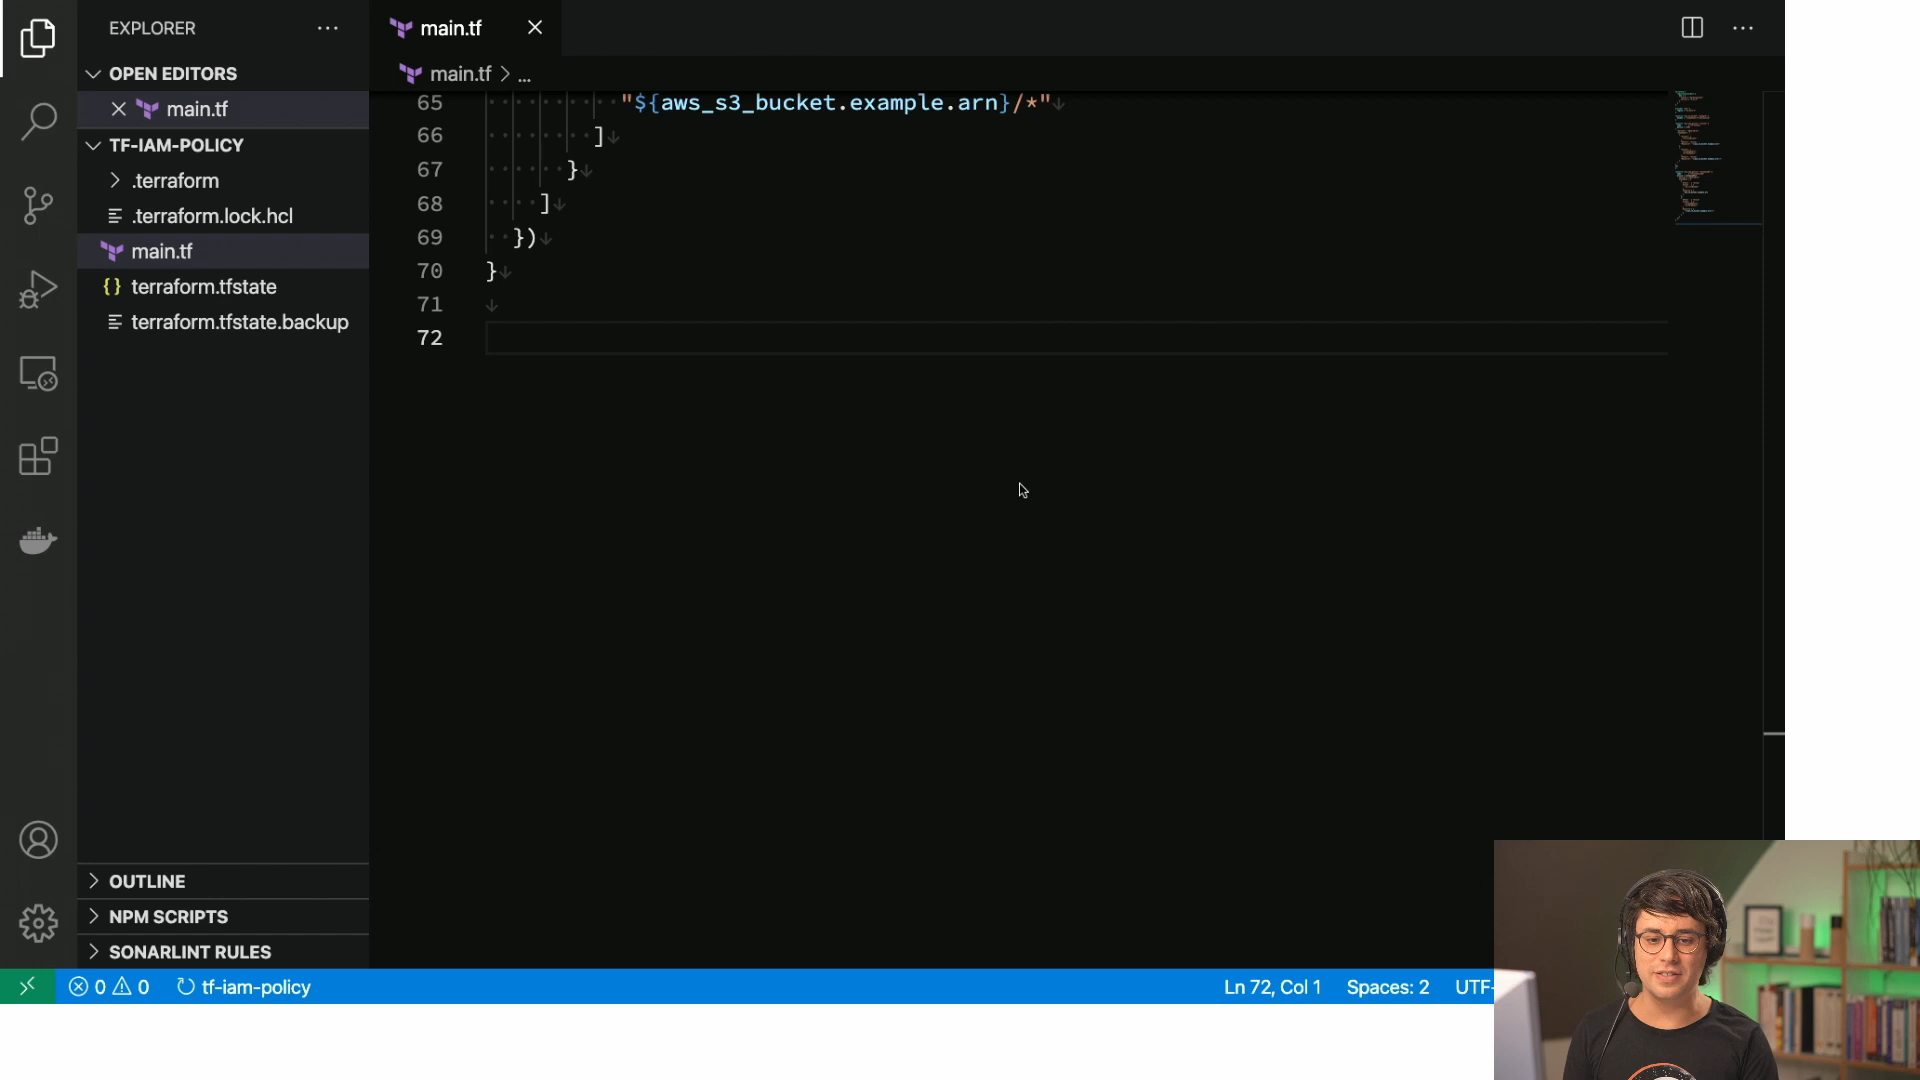 EXPLORER
OPEN EDITORS
main.tf
TF-IAM-POLICY
.terraform
.terraform.lock.hcl
main.tf
terraform.tfstate
terraform.tfstate.backup
OUTLINE
NPM SCRIPTS
SONARLINT RULES
main.tf
main.tf > ...
65 "${aws_s3_bucket.example.arn}/*"
66 ]
67 }
68 ]
69 })
70 }
71
72
0 0 tf-iam-policy
Ln 72, Col 1 Spaces: 2 UTF-